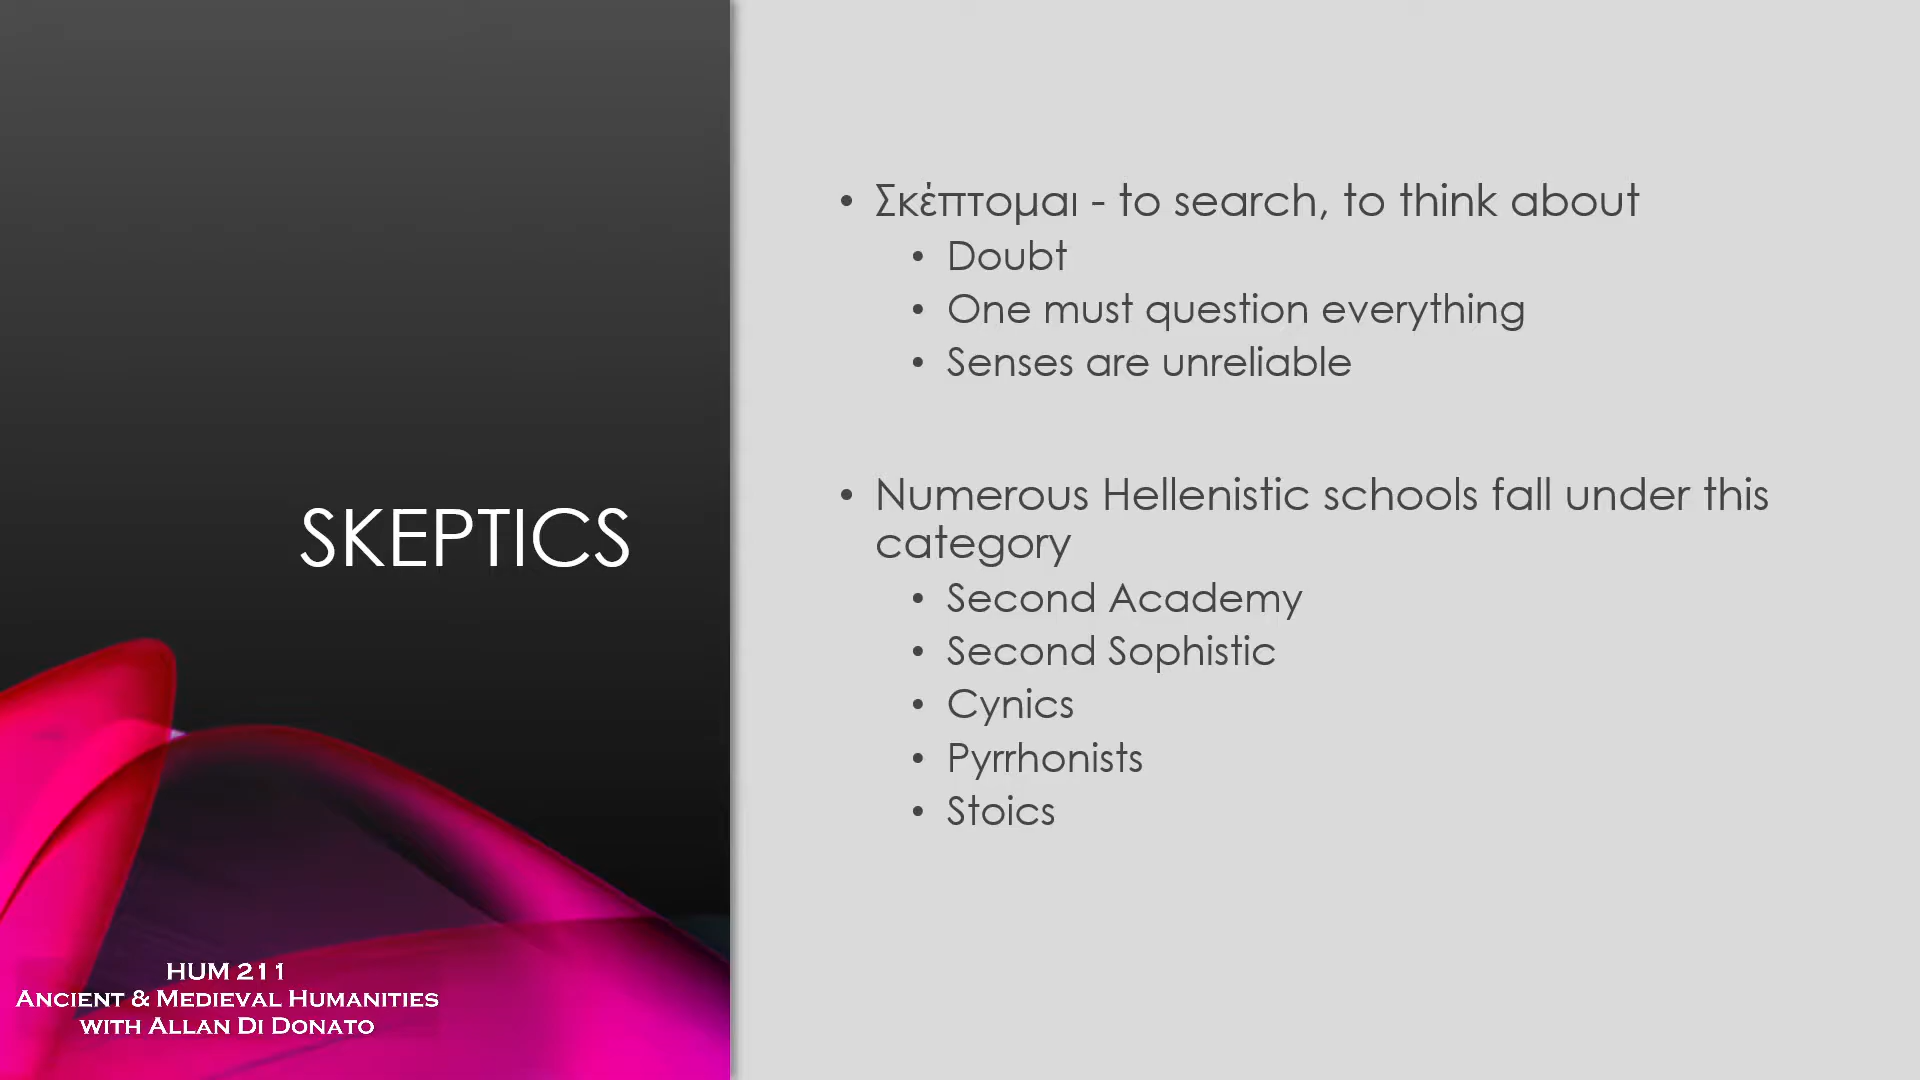 SKEPTICS
HUM 211
ANCIENT & MEDIEVAL HUMANITIES
WITH ALLAN DI DONATO
• Σκέπτομαι - to search, to think about
• Doubt
• One must question everything
• Senses are unreliable
• Numerous Hellenistic schools fall under this
category
• Second Academy
• Second Sophistic
• Cynics
• Pyrrhonists
• Stoics